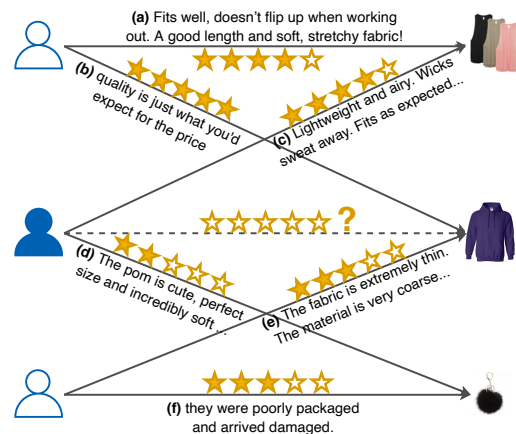 (a) Fits well, doesn't flip up when working
out. A good length and soft, stretchy fabric!
(b) quality is just what you'd
expect for the price
(c) Lightweight and airy. Wicks
sweat away. Fits as expected...
?
(d) The pom is cute, perfect
size and incredibly soft ...
(e) The fabric is extremely thin.
The material is very coarse...
(f) they were poorly packaged
and arrived damaged.